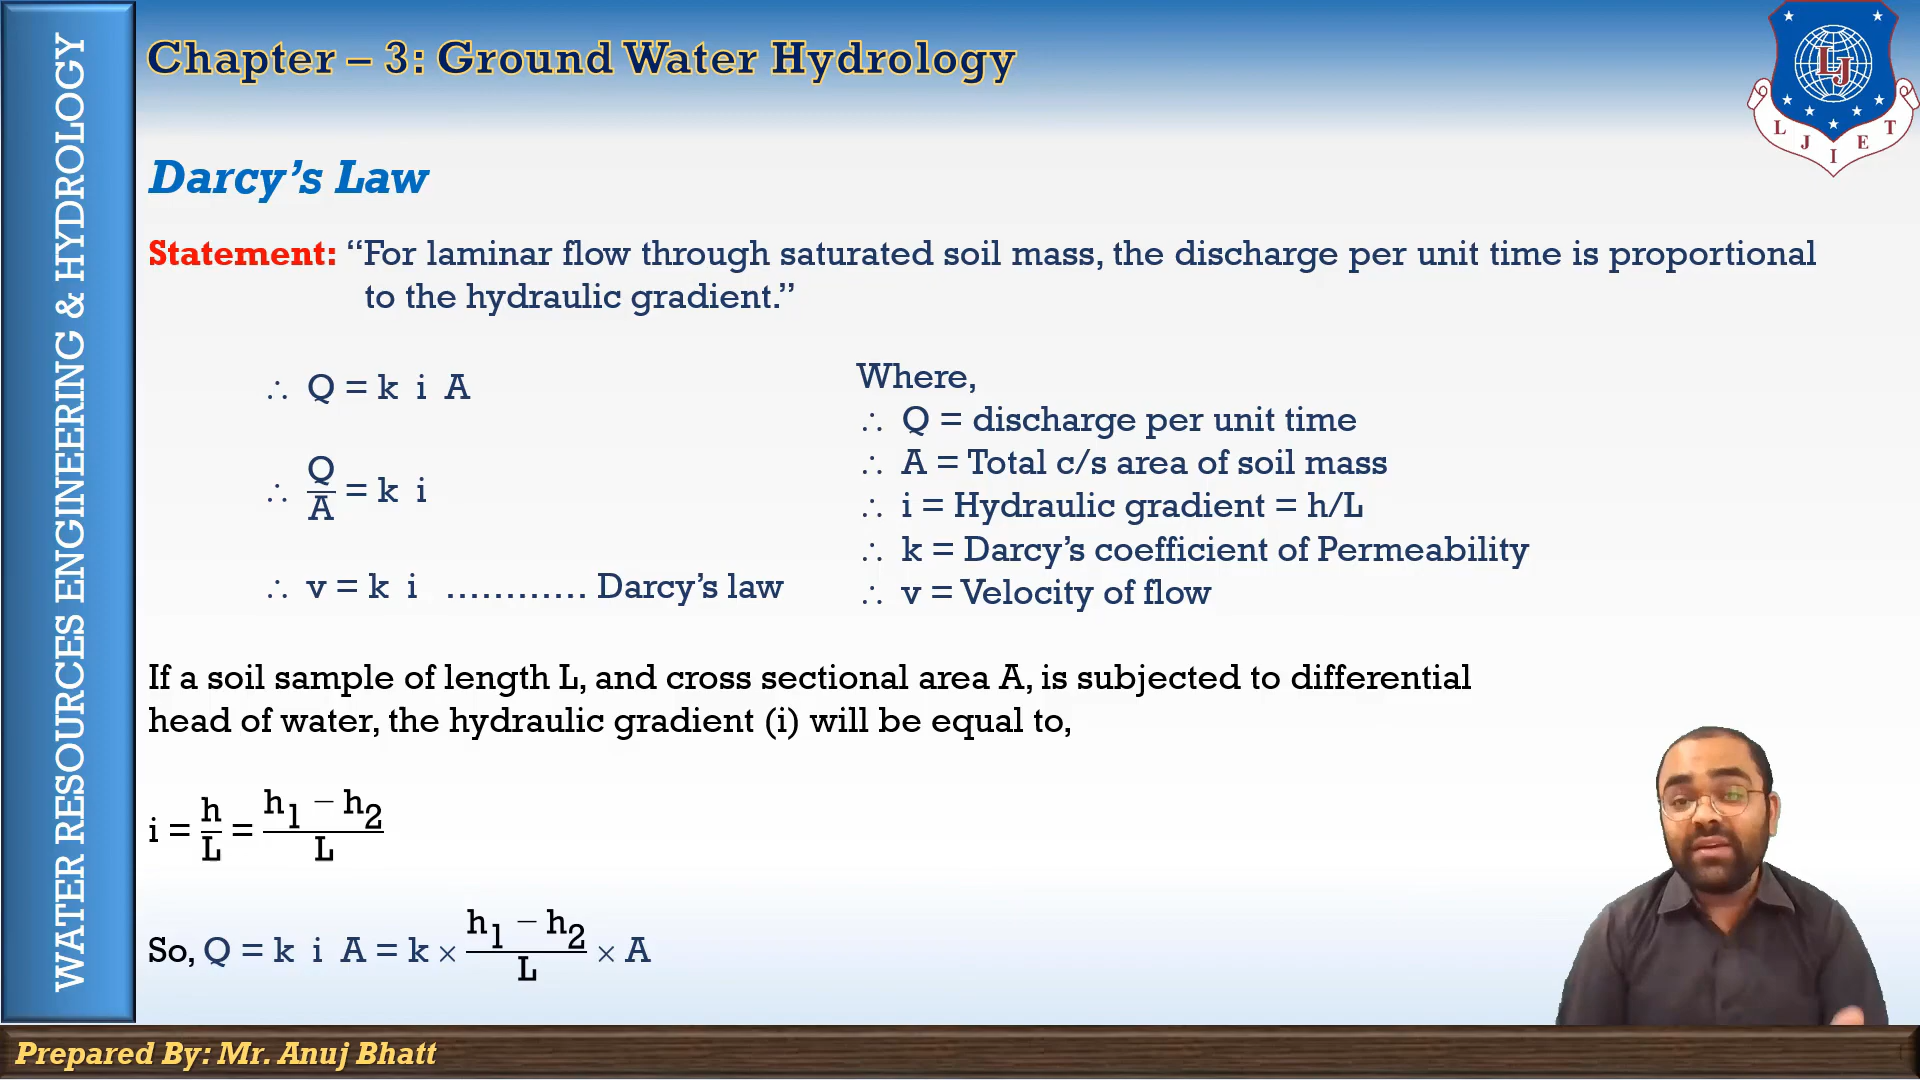 WATER RESOURCES ENGINEERING & HYDROLOGY
Chapter – 3: Ground Water Hydrology
LJ
L J I E T
Darcy's Law
Statement: “For laminar flow through saturated soil mass, the discharge per unit time is proportional
to the hydraulic gradient.”
∴ Q = k i A
∴ Q/A = k i
∴ v = k i ………… Darcy's law
Where,
∴ Q = discharge per unit time
∴ A = Total c/s area of soil mass
∴ i = Hydraulic gradient = h/L
∴ k = Darcy's coefficient of Permeability
∴ v = Velocity of flow
If a soil sample of length L, and cross sectional area A, is subjected to differential
head of water, the hydraulic gradient (i) will be equal to,
i = h/L = (h₁ − h₂)/L
So, Q = k i A = k × (h₁ − h₂)/L × A
Prepared By: Mr. Anuj Bhatt